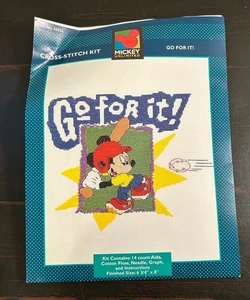 CROSS-STITCH KIT
MICKEY
UNLIMITED
GO FOR IT!
Go for it!
Kit Contains: 14 count Aida,
Cotton Floss, Needle, Graph,
and Instructions
Finished Size: 6 3/4" x 8"